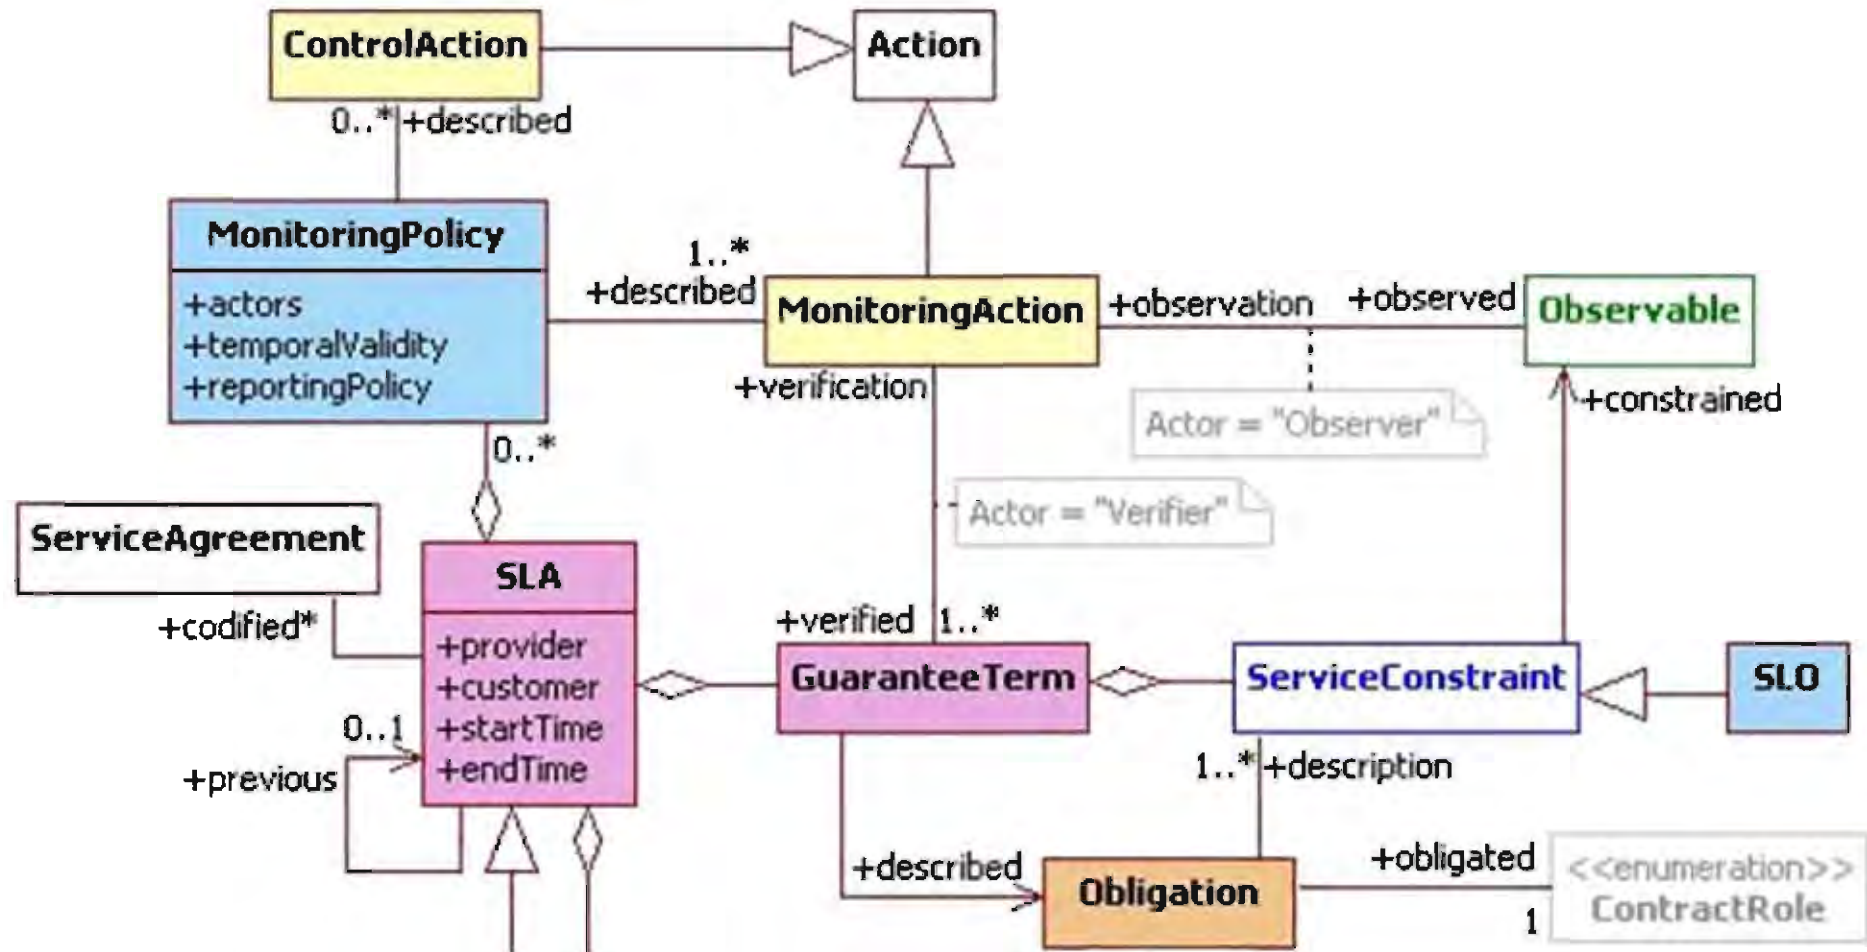 ControlAction
Action
0..* +described
MonitoringPolicy
+actors
+temporalValidity
+reportingPolicy
1..*
+described
MonitoringAction
+observation
+observed
Observable
+verification
+constrained
Actor = "Observer"
0..*
Actor = "Verifier"
ServiceAgreement
+codified*
SLA
+provider
+customer
+startTime
+endTime
0..1
+previous
+verified 1..*
GuaranteeTerm
ServiceConstraint
SLO
1..* +description
+described
Obligation
+obligated
1
<<enumeration>>
ContractRole